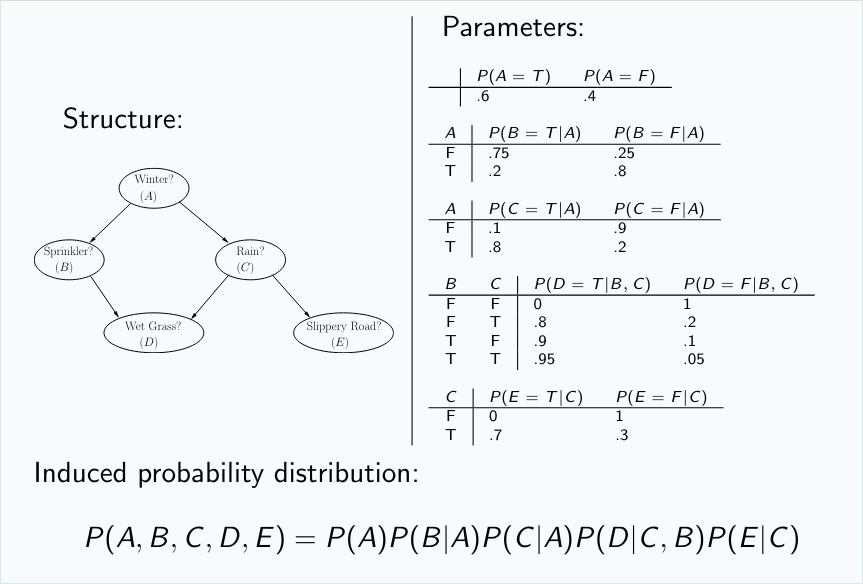 Structure:
Winter?
(A)
Sprinkler?
(B)
Rain?
(C)
Wet Grass?
(D)
Slippery Road?
(E)
Parameters:
P(A = T) P(A = F)
.6 .4
A P(B = T|A) P(B = F|A)
F .75 .25
T .2 .8
A P(C = T|A) P(C = F|A)
F .1 .9
T .8 .2
B C P(D = T|B, C) P(D = F|B, C)
F F 0 1
F T .8 .2
T F .9 .1
T T .95 .05
C P(E = T|C) P(E = F|C)
F 0 1
T .7 .3
Induced probability distribution:
P(A, B, C, D, E) = P(A)P(B|A)P(C|A)P(D|C, B)P(E|C)